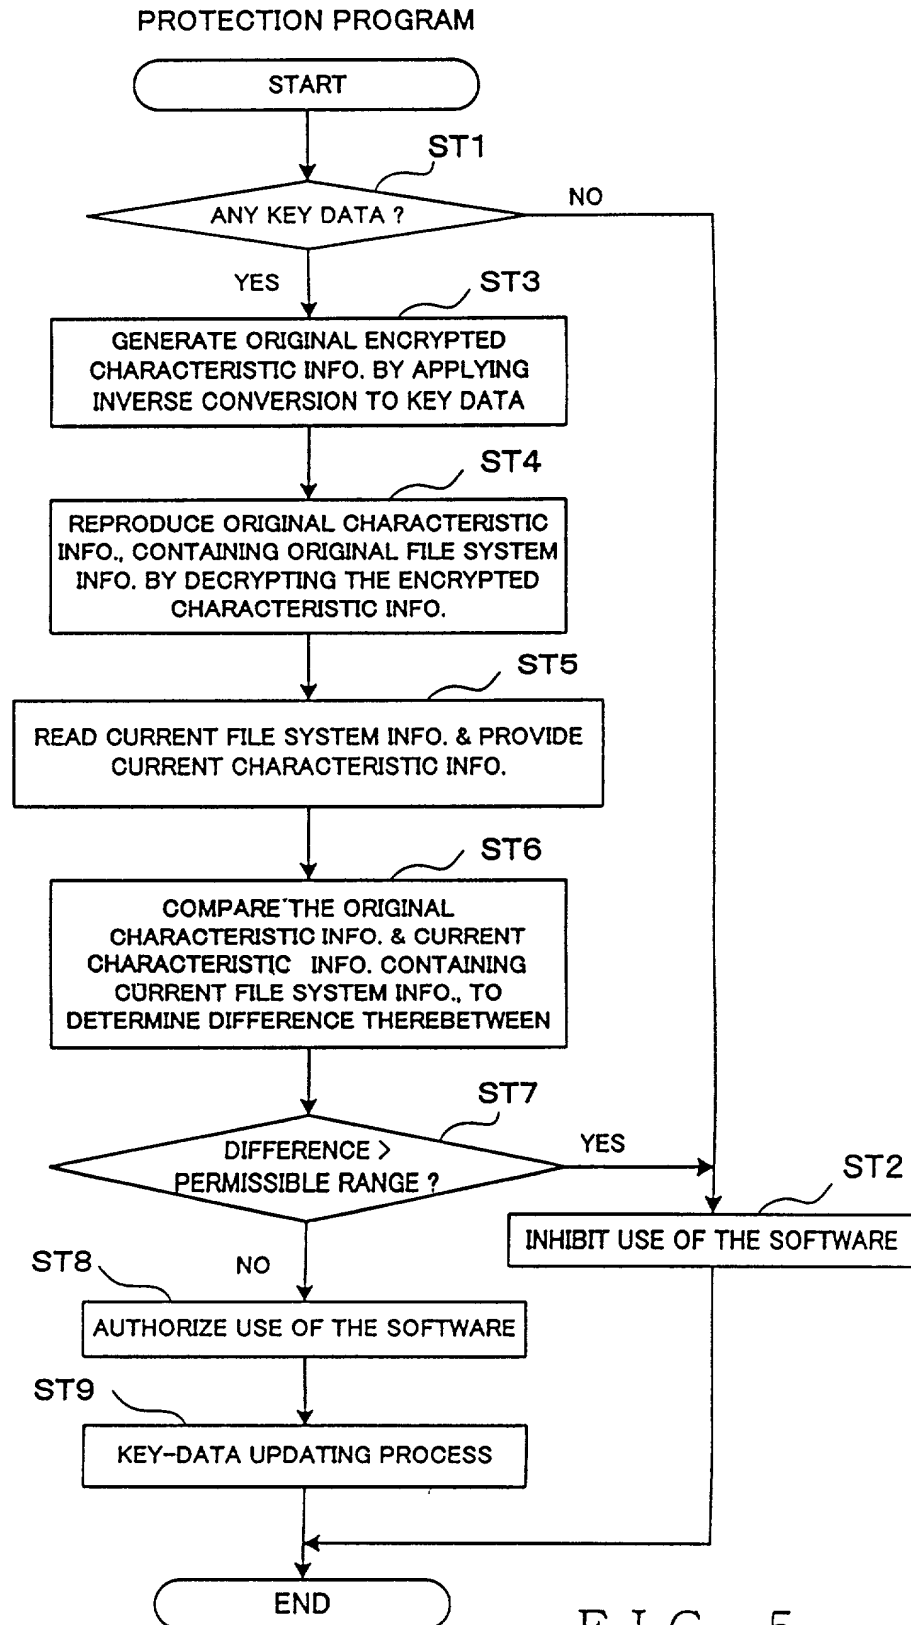 PROTECTION PROGRAM
START
ST1
ANY KEY DATA ?
NO
YES
ST3
GENERATE ORIGINAL ENCRYPTED
CHARACTERISTIC INFO. BY APPLYING
INVERSE CONVERSION TO KEY DATA
ST4
REPRODUCE ORIGINAL CHARACTERISTIC
INFO., CONTAINING ORIGINAL FILE SYSTEM
INFO. BY DECRYPTING THE ENCRYPTED
CHARACTERISTIC INFO.
ST5
READ CURRENT FILE SYSTEM INFO. & PROVIDE
CURRENT CHARACTERISTIC INFO.
ST6
COMPARE THE ORIGINAL
CHARACTERISTIC INFO. & CURRENT
CHARACTERISTIC INFO. CONTAINING
CURRENT FILE SYSTEM INFO., TO
DETERMINE DIFFERENCE THEREBETWEEN
ST7
DIFFERENCE >
PERMISSIBLE RANGE ?
YES
ST2
INHIBIT USE OF THE SOFTWARE
NO
ST8
AUTHORIZE USE OF THE SOFTWARE
ST9
KEY-DATA UPDATING PROCESS
END
FIG. 5